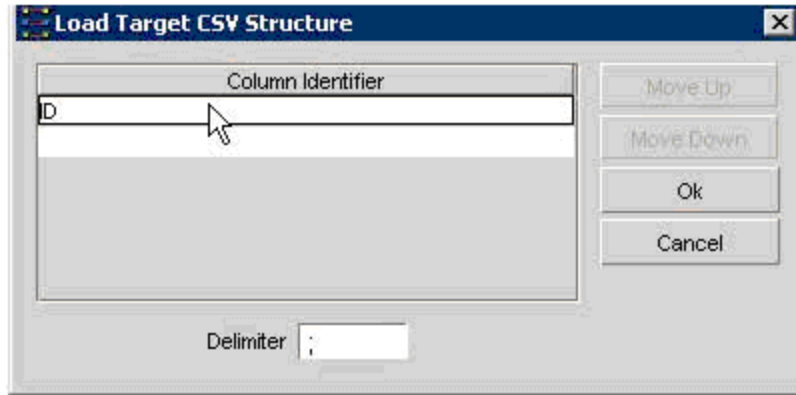 Load Target CSV Structure
Column Identifier
ID
Move Up
Move Down
Ok
Cancel
Delimiter ;